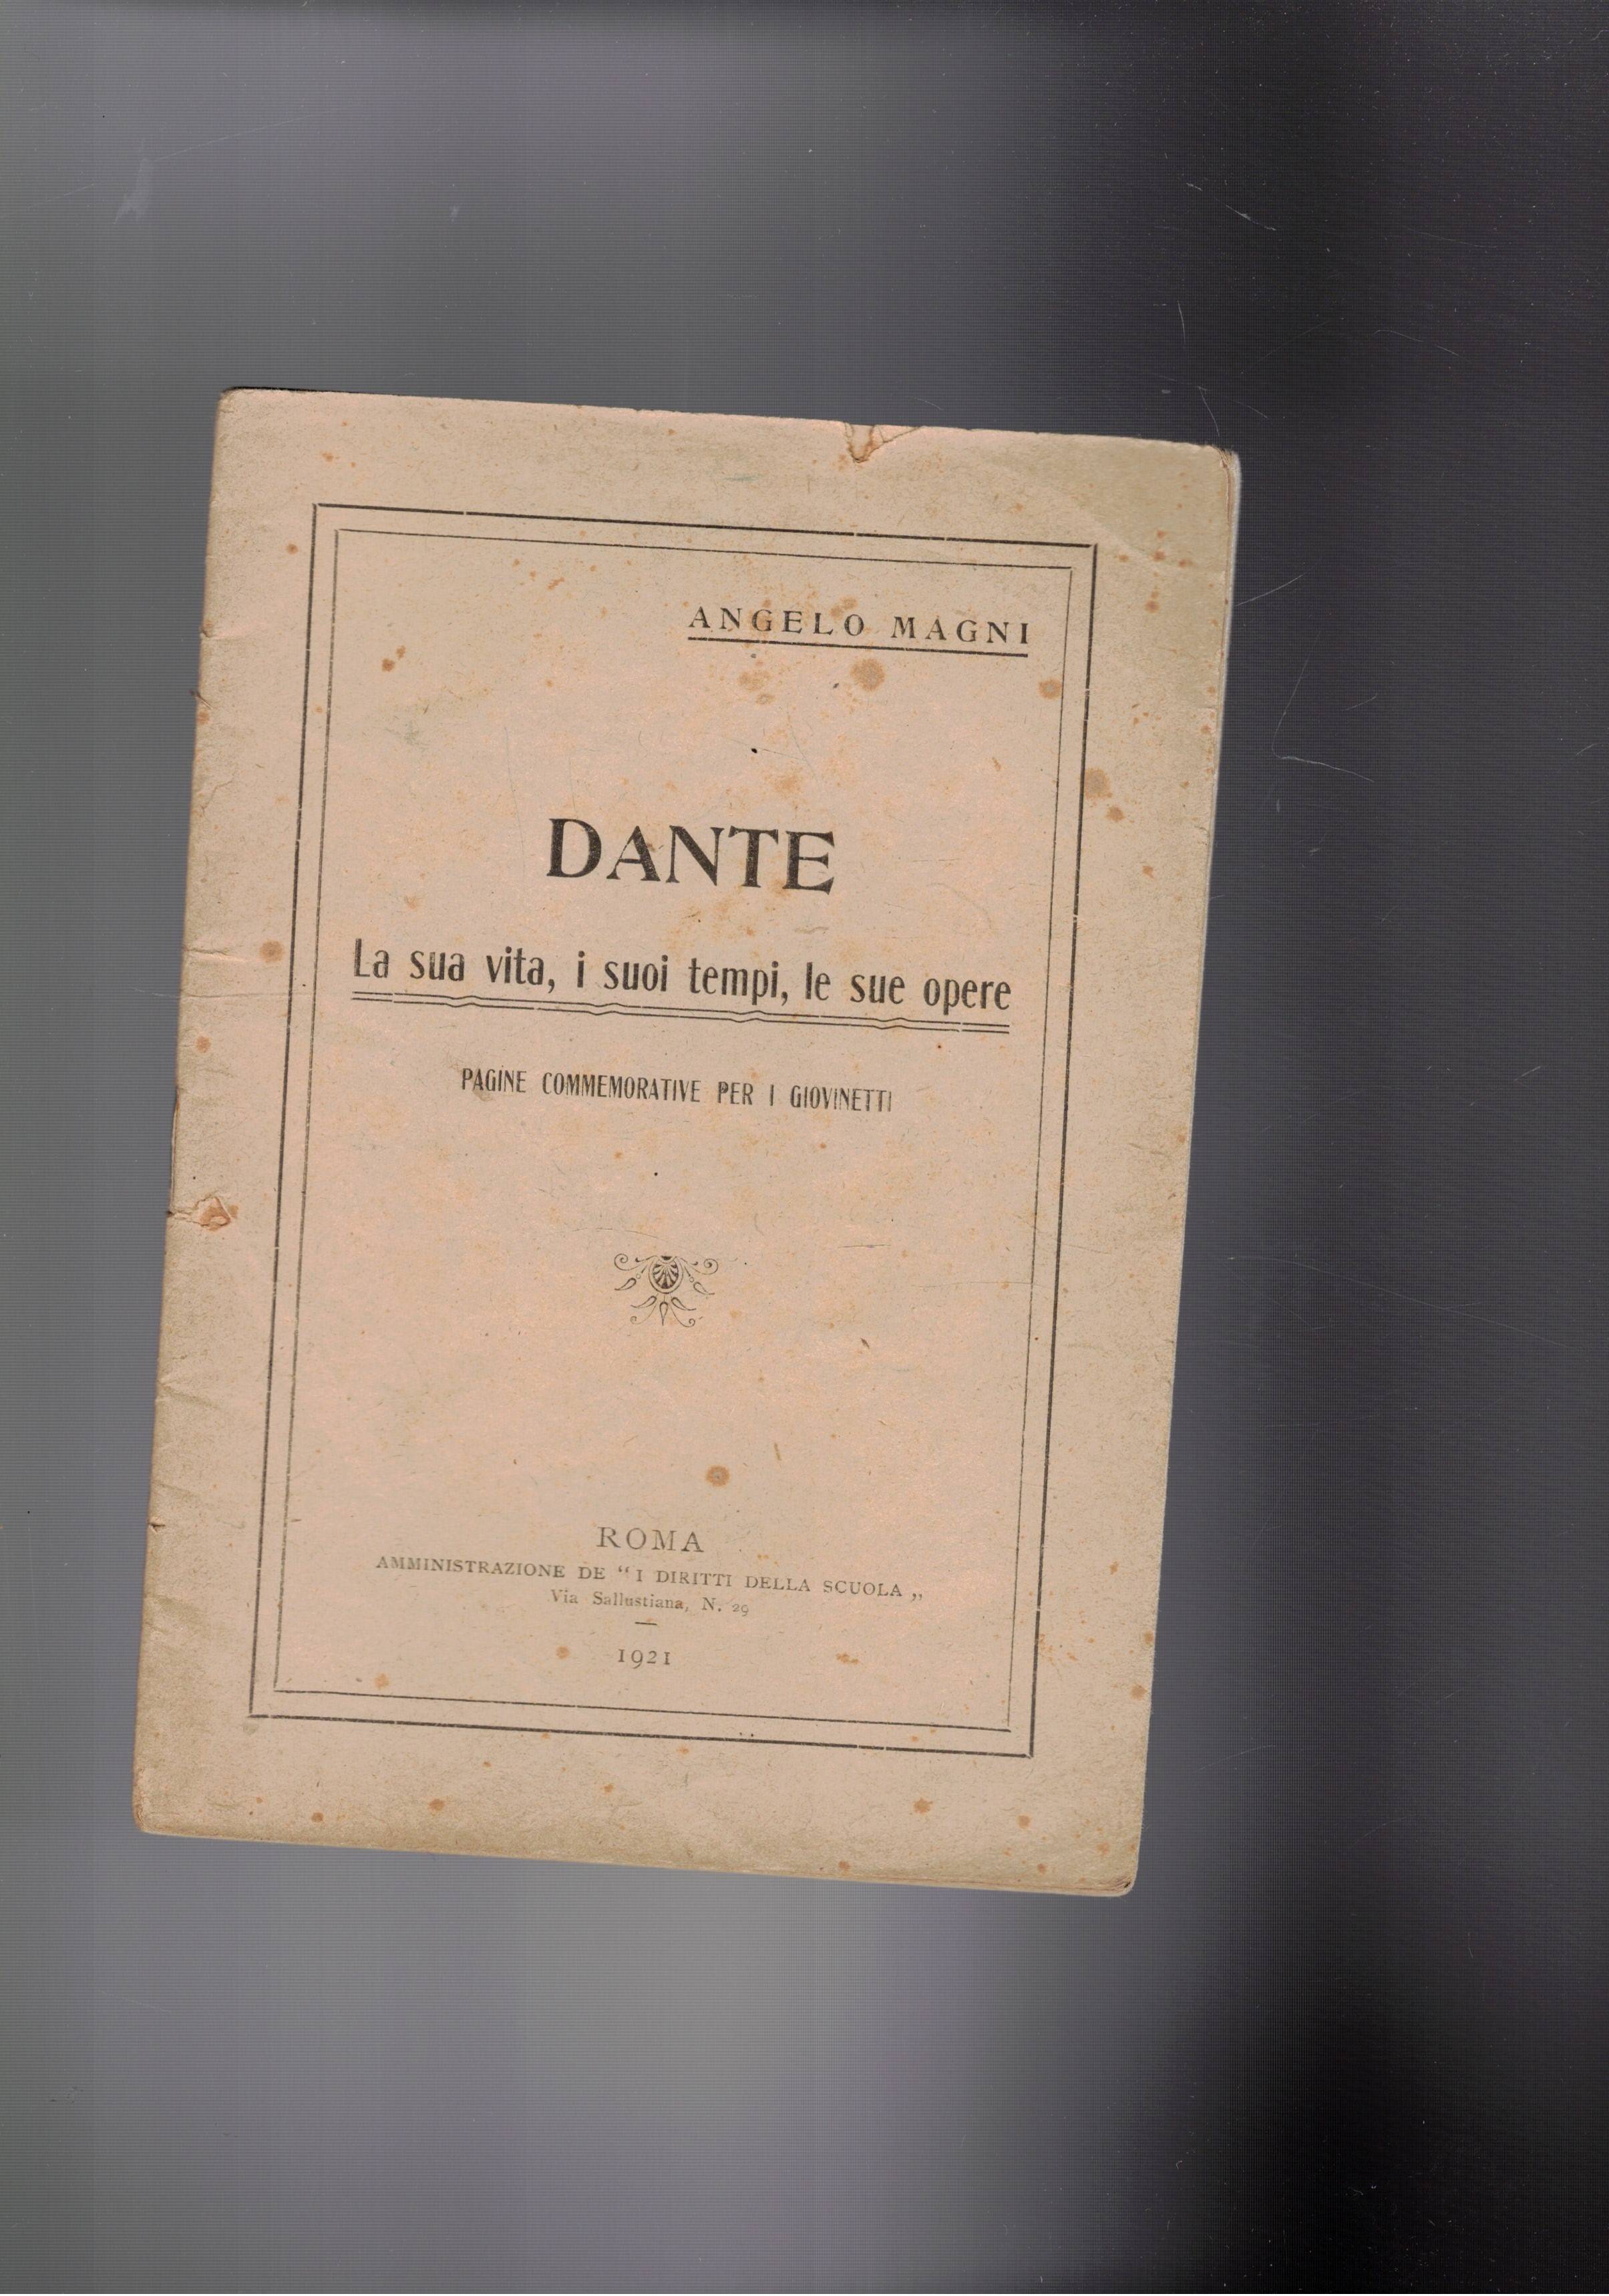 ANGELO MAGNI
DANTE
La sua vita, i suoi tempi, le sue opere
PAGINE COMMEMORATIVE PER I GIOVINETTI
ROMA
AMMINISTRAZIONE DE “I DIRITTI DELLA SCUOLA „
Via Sallustiana, N. 29
1921